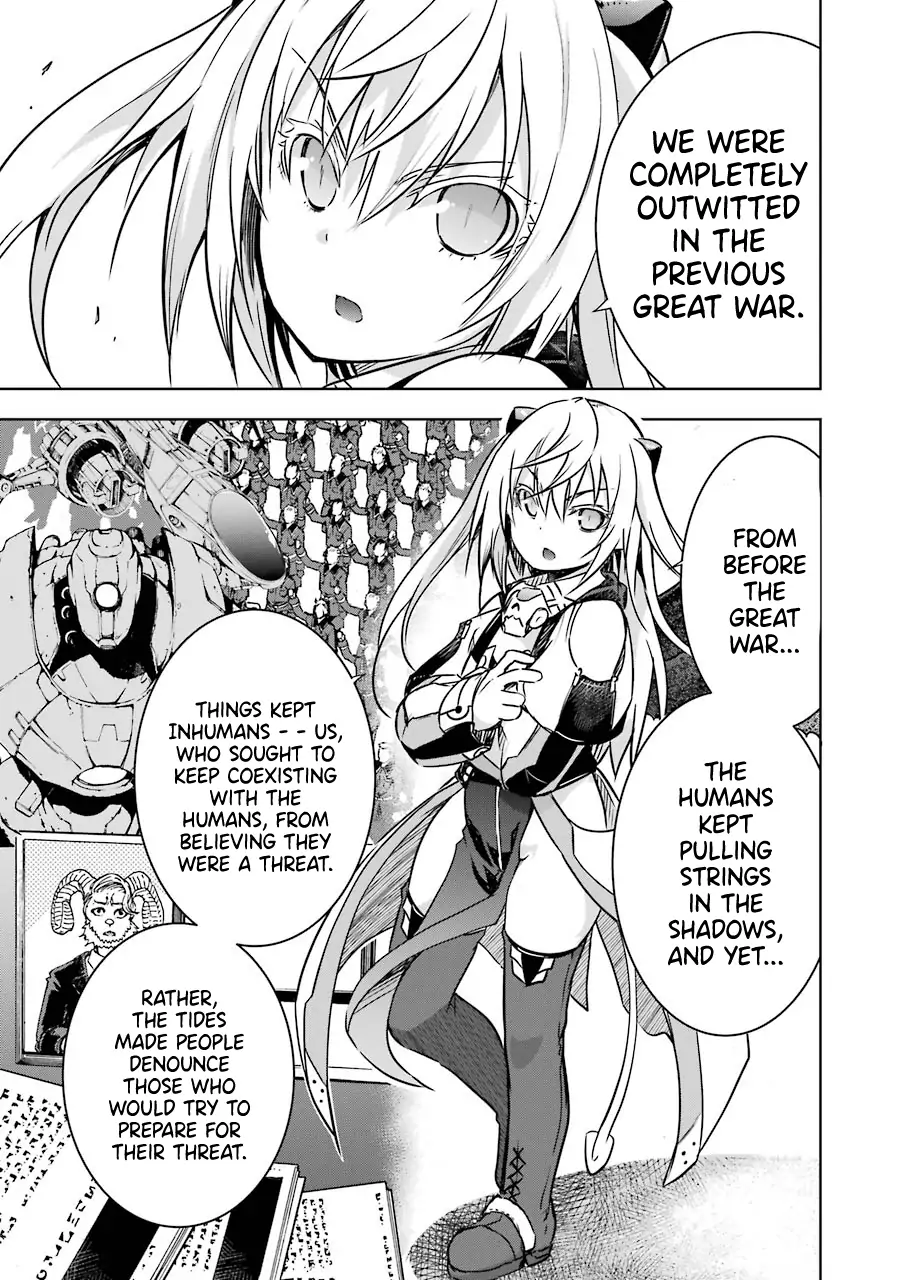 WE WERE
COMPLETELY
OUTWITTED
IN THE
PREVIOUS
GREAT WAR.
FROM
BEFORE
THE
GREAT
WAR...
THE
HUMANS
KEPT
PULLING
STRINGS
IN THE
SHADOWS,
AND YET...
THINGS KEPT
INHUMANS - - US,
WHO SOUGHT TO
KEEP COEXISTING
WITH THE
HUMANS, FROM
BELIEVING THEY
WERE A THREAT.
RATHER,
THE TIDES
MADE PEOPLE
DENOUNCE
THOSE WHO
WOULD TRY TO
PREPARE FOR
THEIR THREAT.